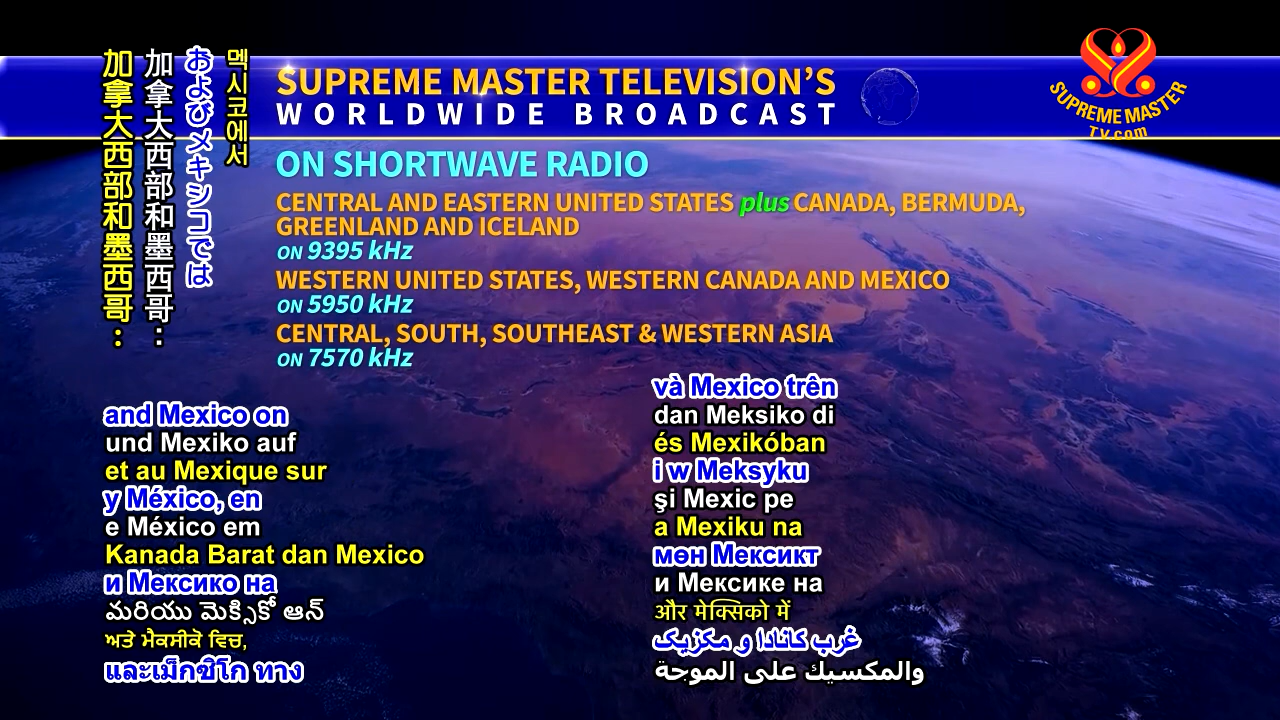 加拿大西部和墨西哥：
加拿大西部和墨西哥：
およびメキシコでは
멕시코에서
SUPREME MASTER TELEVISION'S
WORLDWIDE BROADCAST
SUPREME MASTER
TV.com
ON SHORTWAVE RADIO
CENTRAL AND EASTERN UNITED STATES plus CANADA, BERMUDA,
GREENLAND AND ICELAND
ON 9395 kHz
WESTERN UNITED STATES, WESTERN CANADA AND MEXICO
ON 5950 kHz
CENTRAL, SOUTH, SOUTHEAST & WESTERN ASIA
ON 7570 kHz
and Mexico on
und Mexiko auf
et au Mexique sur
y México, en
e México em
Kanada Barat dan Mexico
и Мексико на
మరియు మెక్సికో ఆన్
ਅਤੇ ਮੈਕਸੀਕੋ ਵਿਚ,
และเม็กซิโก ทาง
và Mexico trên
dan Meksiko di
és Mexikóban
i w Meksyku
şi Mexic pe
a Mexiku na
мөн Мексикт
и Мексике на
और मेक्सिको में
غرب کانادا و مکزیک
والمكسيك على الموجة